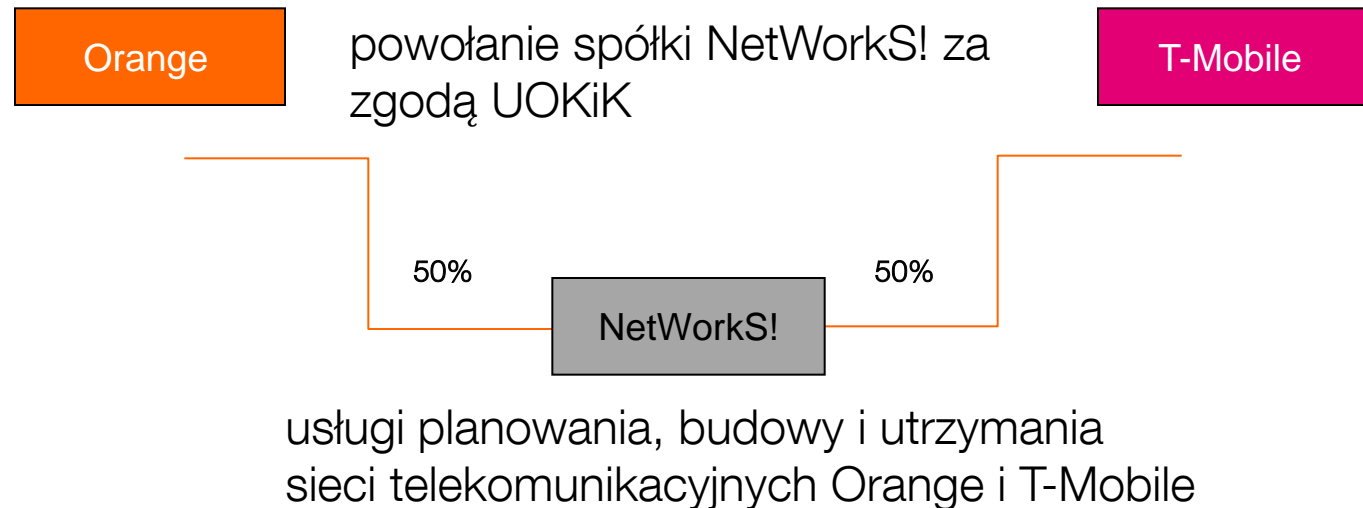 Orange
powołanie spółki NetWorkS! za
zgodą UOKiK
T-Mobile
50%
50%
NetWorkS!
usługi planowania, budowy i utrzymania
sieci telekomunikacyjnych Orange i T-Mobile